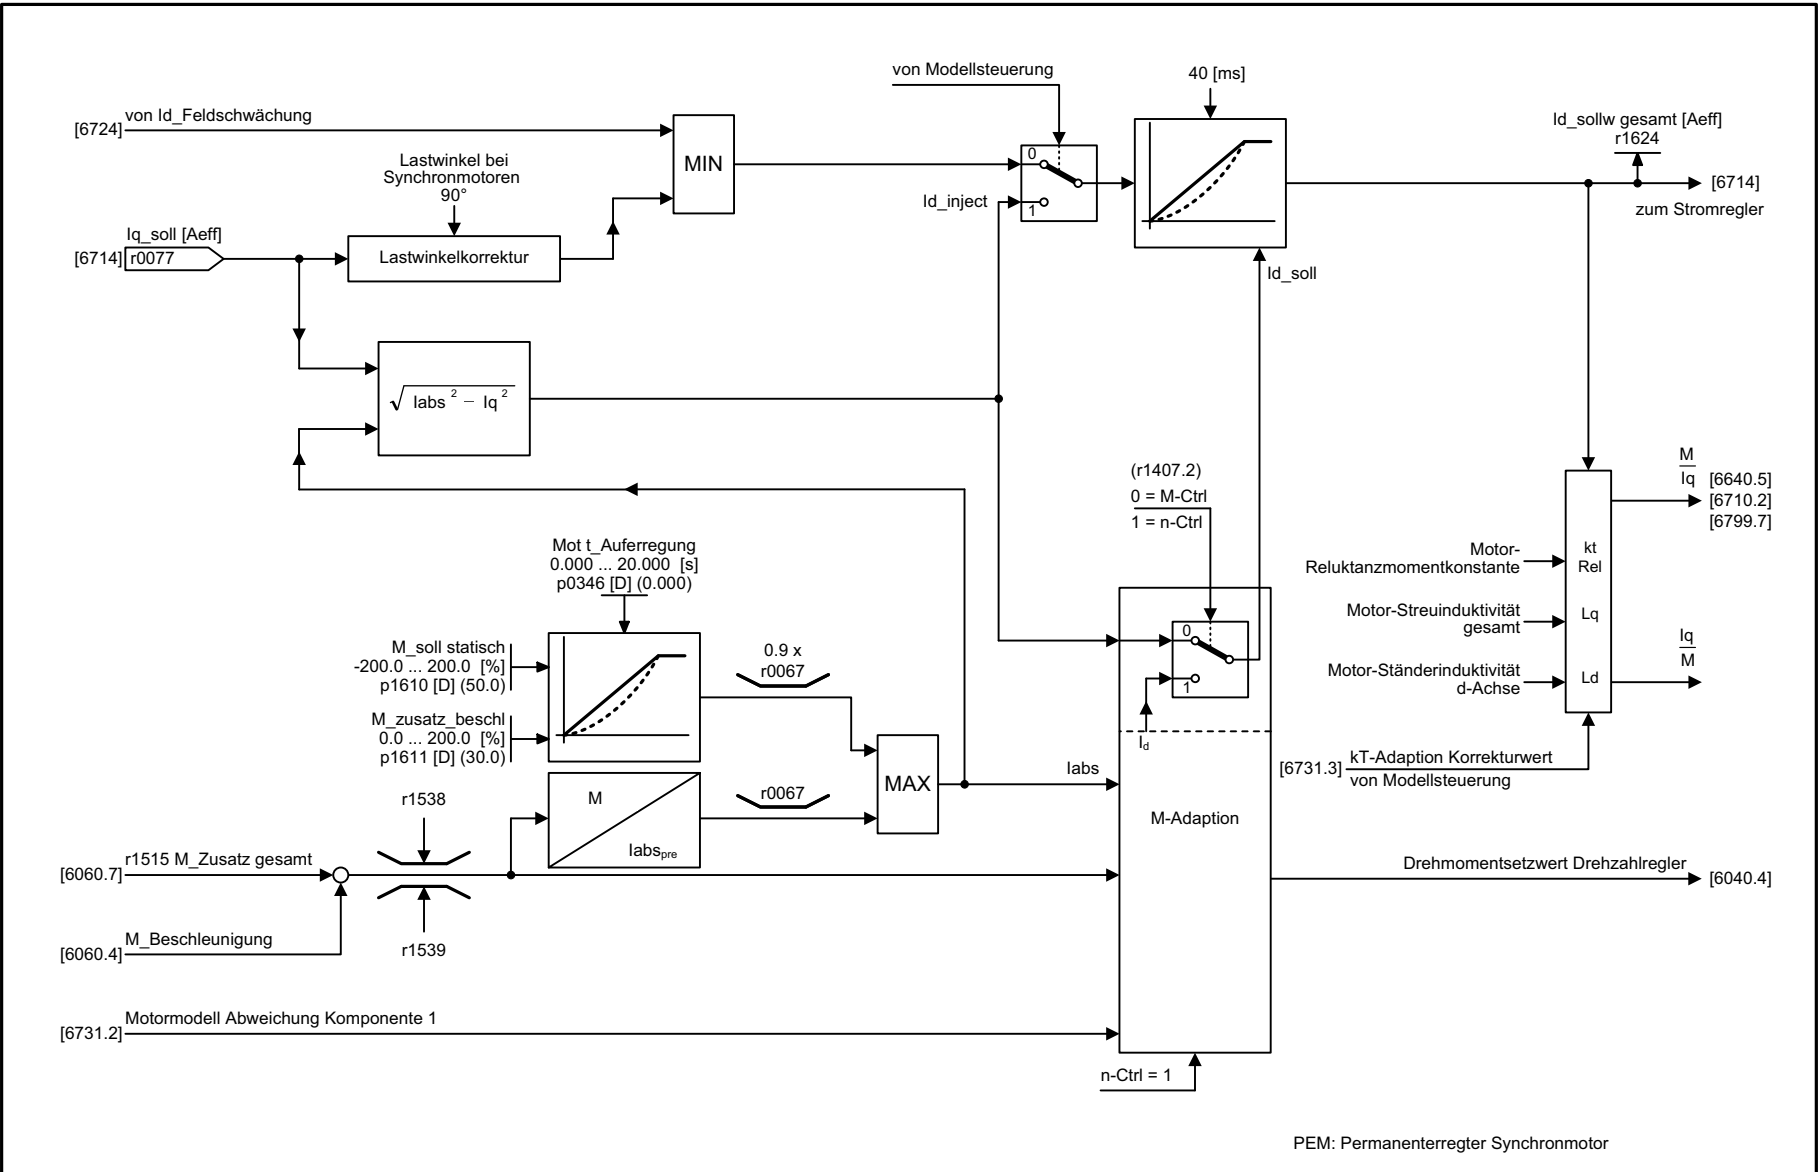 von Modellsteuerung
40 [ms]
von Id_Feldschwächung
[6724]
Lastwinkel bei
Synchronmotoren
90°
MIN
0
1
Id_inject
Id_sollw gesamt [Aeff]
r1624
[6714]
zum Stromregler
Iq_soll [Aeff]
[6714]
r0077
Lastwinkelkorrektur
Id_soll
√ Iabs ² – Iq ²
(r1407.2)
0 = M-Ctrl
1 = n-Ctrl
M
Iq
[6640.5]
[6710.2]
[6799.7]
Mot t_Auferregung
0.000 ... 20.000 [s]
p0346 [D] (0.000)
Motor-
Reluktanzmomentkonstante
kt
Rel
Motor-Streuinduktivität
gesamt
Lq
Motor-Ständerinduktivität
d-Achse
Ld
Iq
M
M_soll statisch
-200.0 ... 200.0 [%]
p1610 [D] (50.0)
M_zusatz_beschl
0.0 ... 200.0 [%]
p1611 [D] (30.0)
0.9 x
r0067
0
1
Id
[6731.3]
kT-Adaption Korrekturwert
von Modellsteuerung
MAX
Iabs
M
Iabspre
r0067
M-Adaption
r1538
r1515 M_Zusatz gesamt
[6060.7]
Drehmomentsetzwert Drehzahlregler
[6040.4]
M_Beschleunigung
[6060.4]
r1539
Motormodell Abweichung Komponente 1
[6731.2]
n-Ctrl = 1
PEM: Permanenterregter Synchronmotor